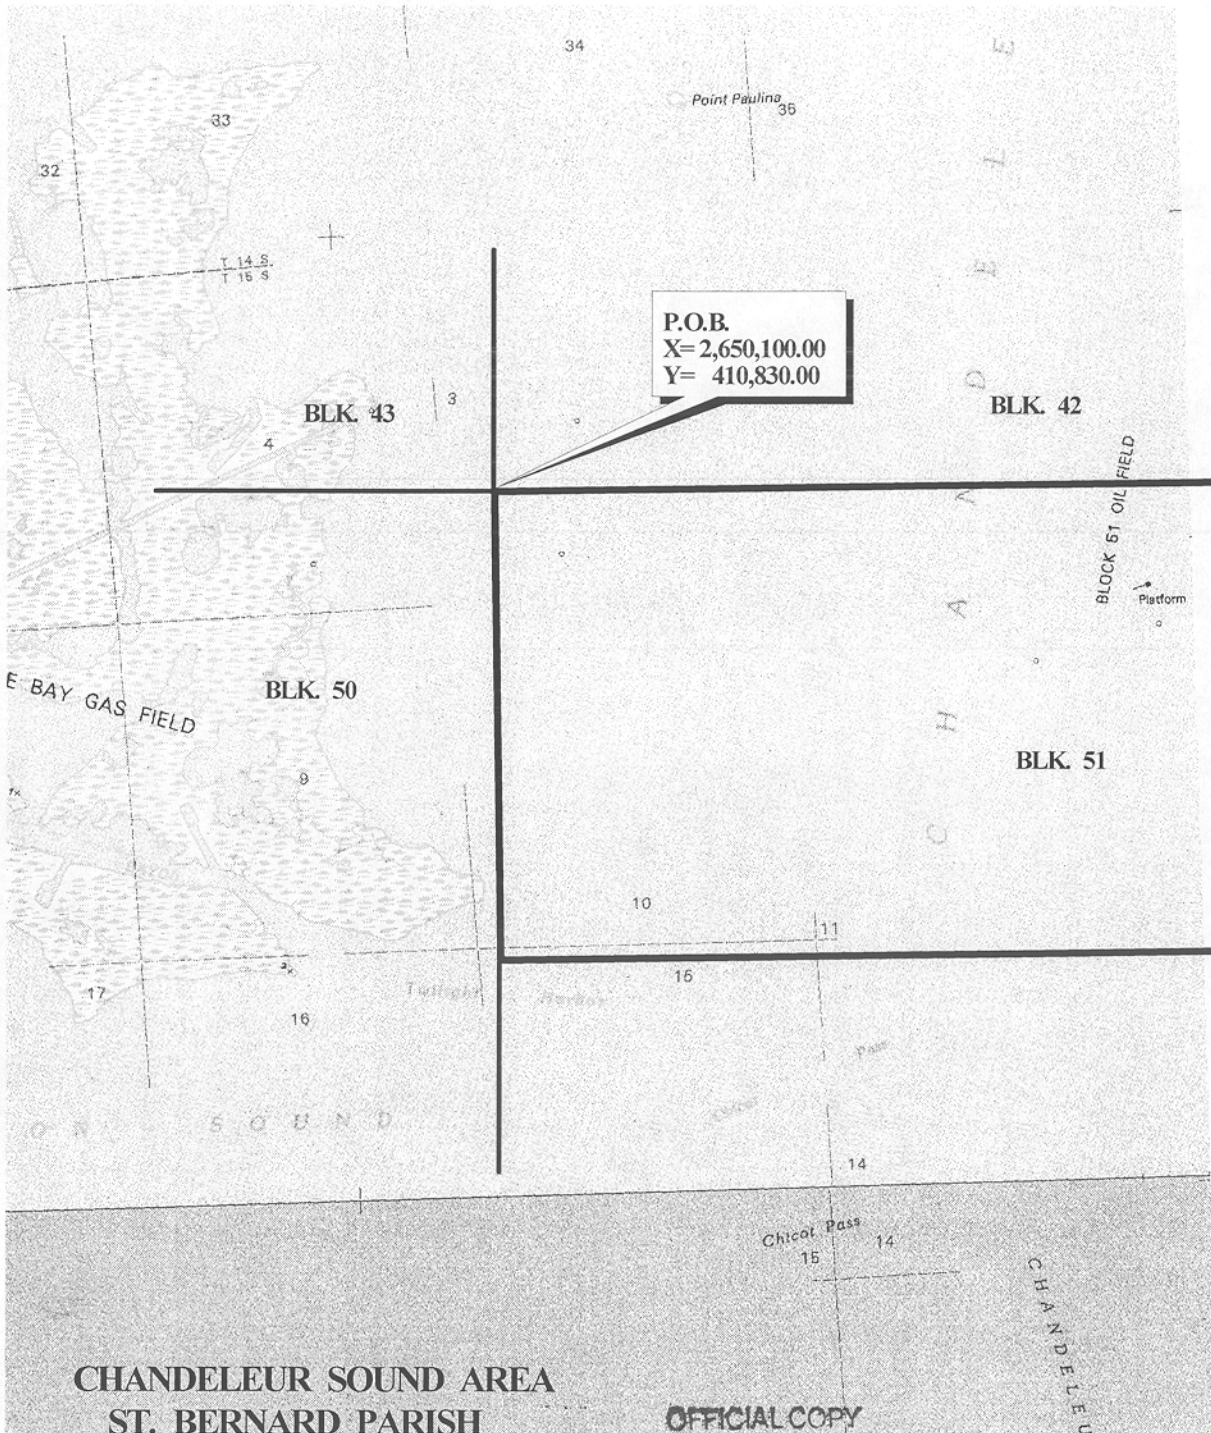 34
Point Paulina
35
33
32
T 14 S
T 15 S
P.O.B.
X= 2,650,100.00
Y= 410,830.00
BLK. 43
3
BLK. 42
4
BLOCK 51 OIL FIELD
Platform
E BAY GAS FIELD
BLK. 50
9
BLK. 51
C H A N D E L E
10
11
15
17
16
Twilight Harbor
Pass
Chicot
O N S O U N D
14
Chicot Pass
15
14
CHANDELEU
CHANDELEUR SOUND AREA
ST. BERNARD PARISH
OFFICIAL COPY